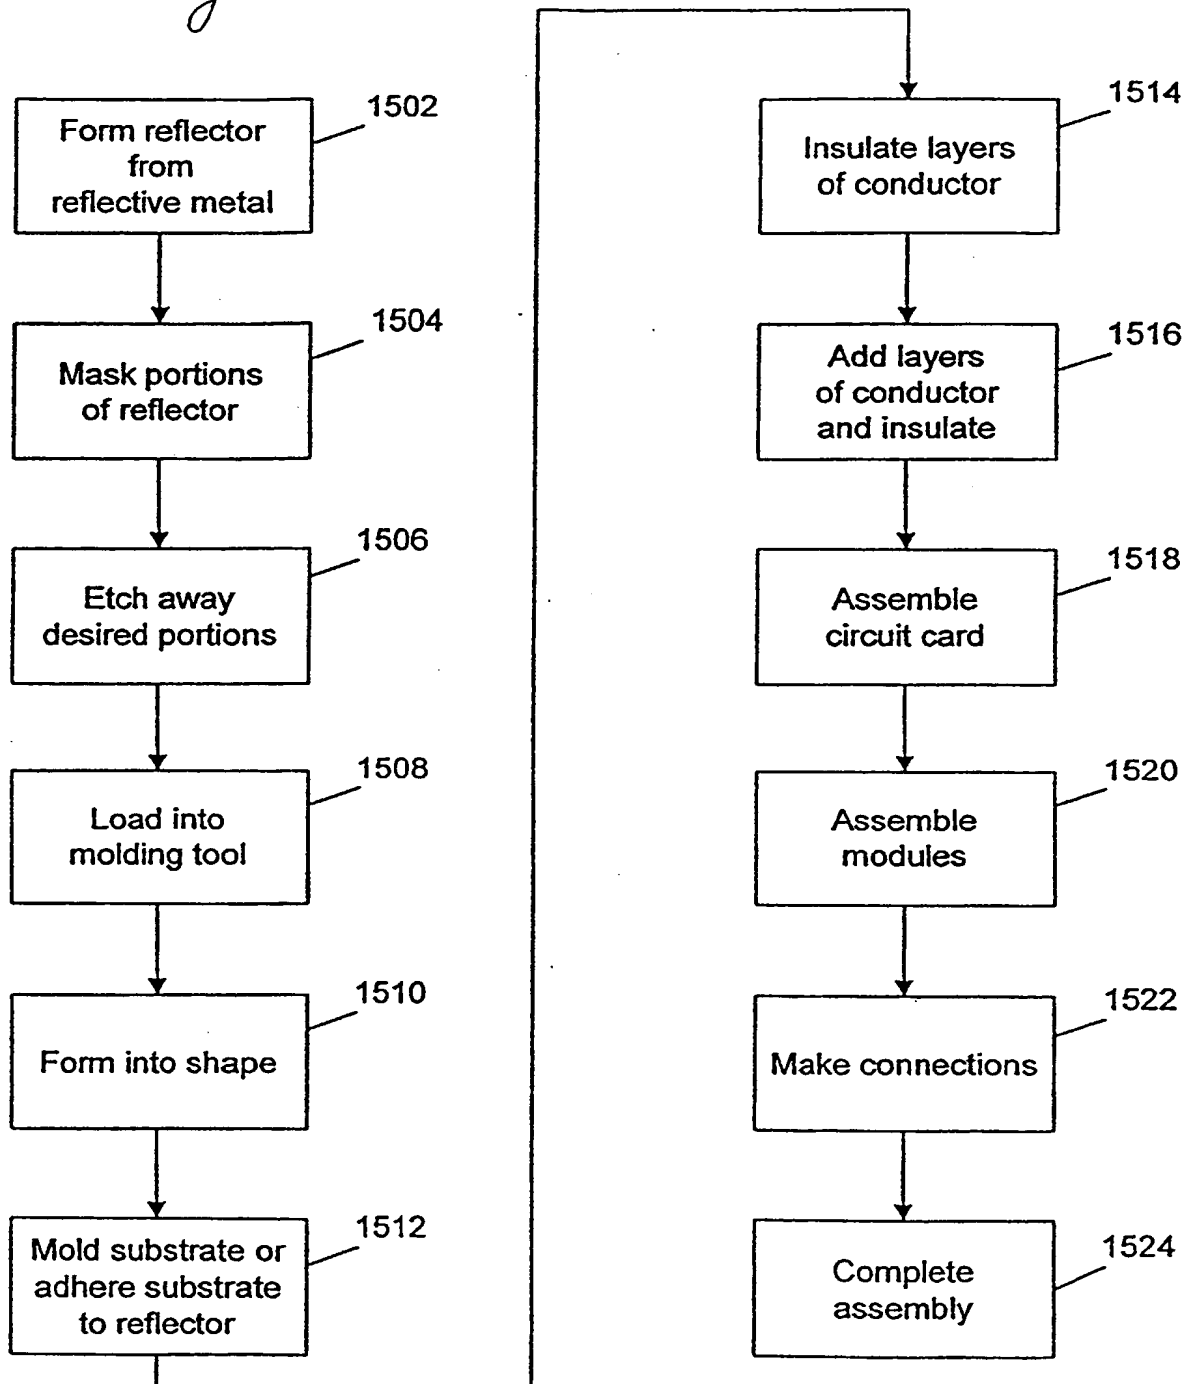 1502
Form reflector
from
reflective metal
1504
Mask portions
of reflector
1506
Etch away
desired portions
1508
Load into
molding tool
1510
Form into shape
1512
Mold substrate or
adhere substrate
to reflector
1514
Insulate layers
of conductor
1516
Add layers
of conductor
and insulate
1518
Assemble
circuit card
1520
Assemble
modules
1522
Make connections
1524
Complete
assembly